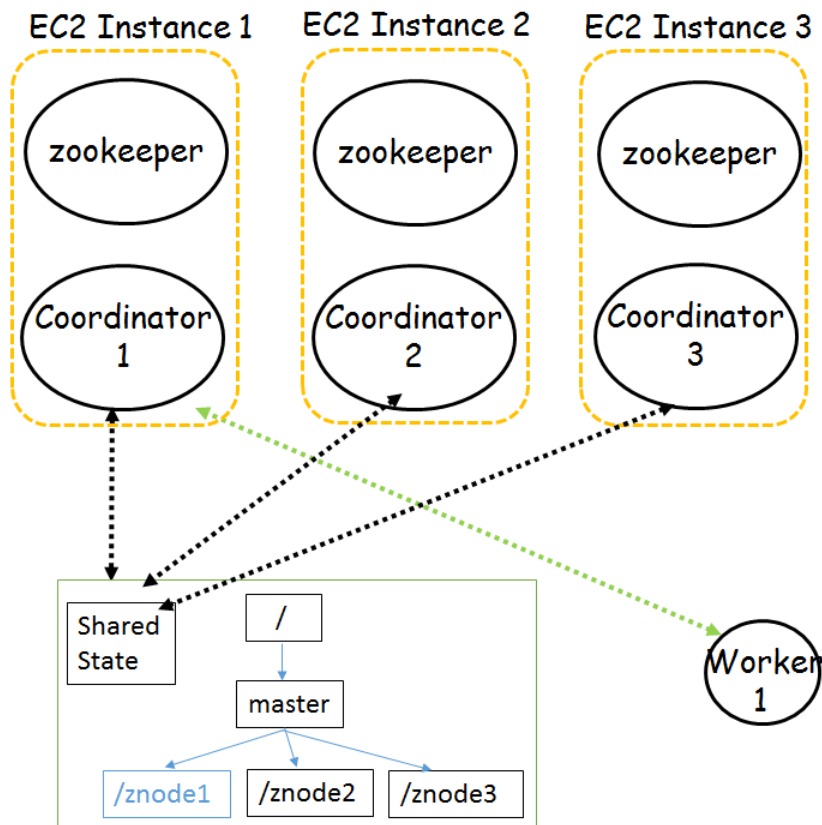 EC2 Instance 1
EC2 Instance 2
EC2 Instance 3
zookeeper
zookeeper
zookeeper
Coordinator
1
Coordinator
2
Coordinator
3
Shared
State
/
master
/znode1
/znode2
/znode3
Worker
1